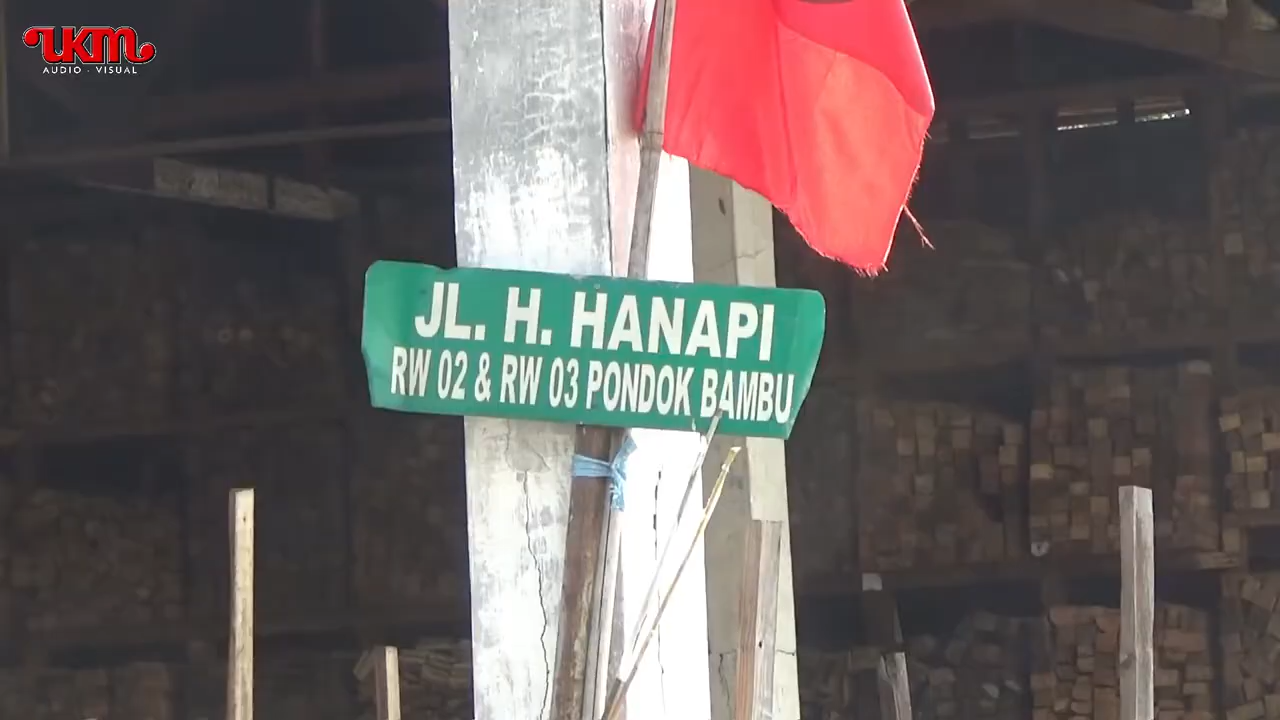 UKM
AUDIO - VISUAL
JL. H. HANAPI
RW 02 & RW 03 PONDOK BAMBU